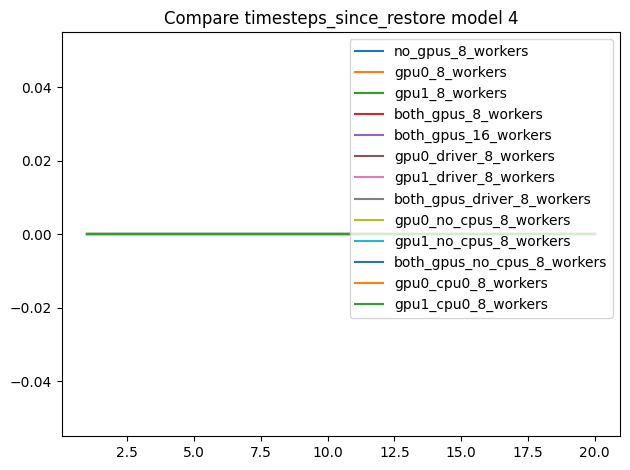 Compare timesteps_since_restore model 4
no_gpus_8_workers
gpu0_8_workers
gpu1_8_workers
both_gpus_8_workers
both_gpus_16_workers
gpu0_driver_8_workers
gpu1_driver_8_workers
both_gpus_driver_8_workers
gpu0_no_cpus_8_workers
gpu1_no_cpus_8_workers
both_gpus_no_cpus_8_workers
gpu0_cpu0_8_workers
gpu1_cpu0_8_workers
0.04
0.02
0.00
−0.02
−0.04
2.5 5.0 7.5 10.0 12.5 15.0 17.5 20.0